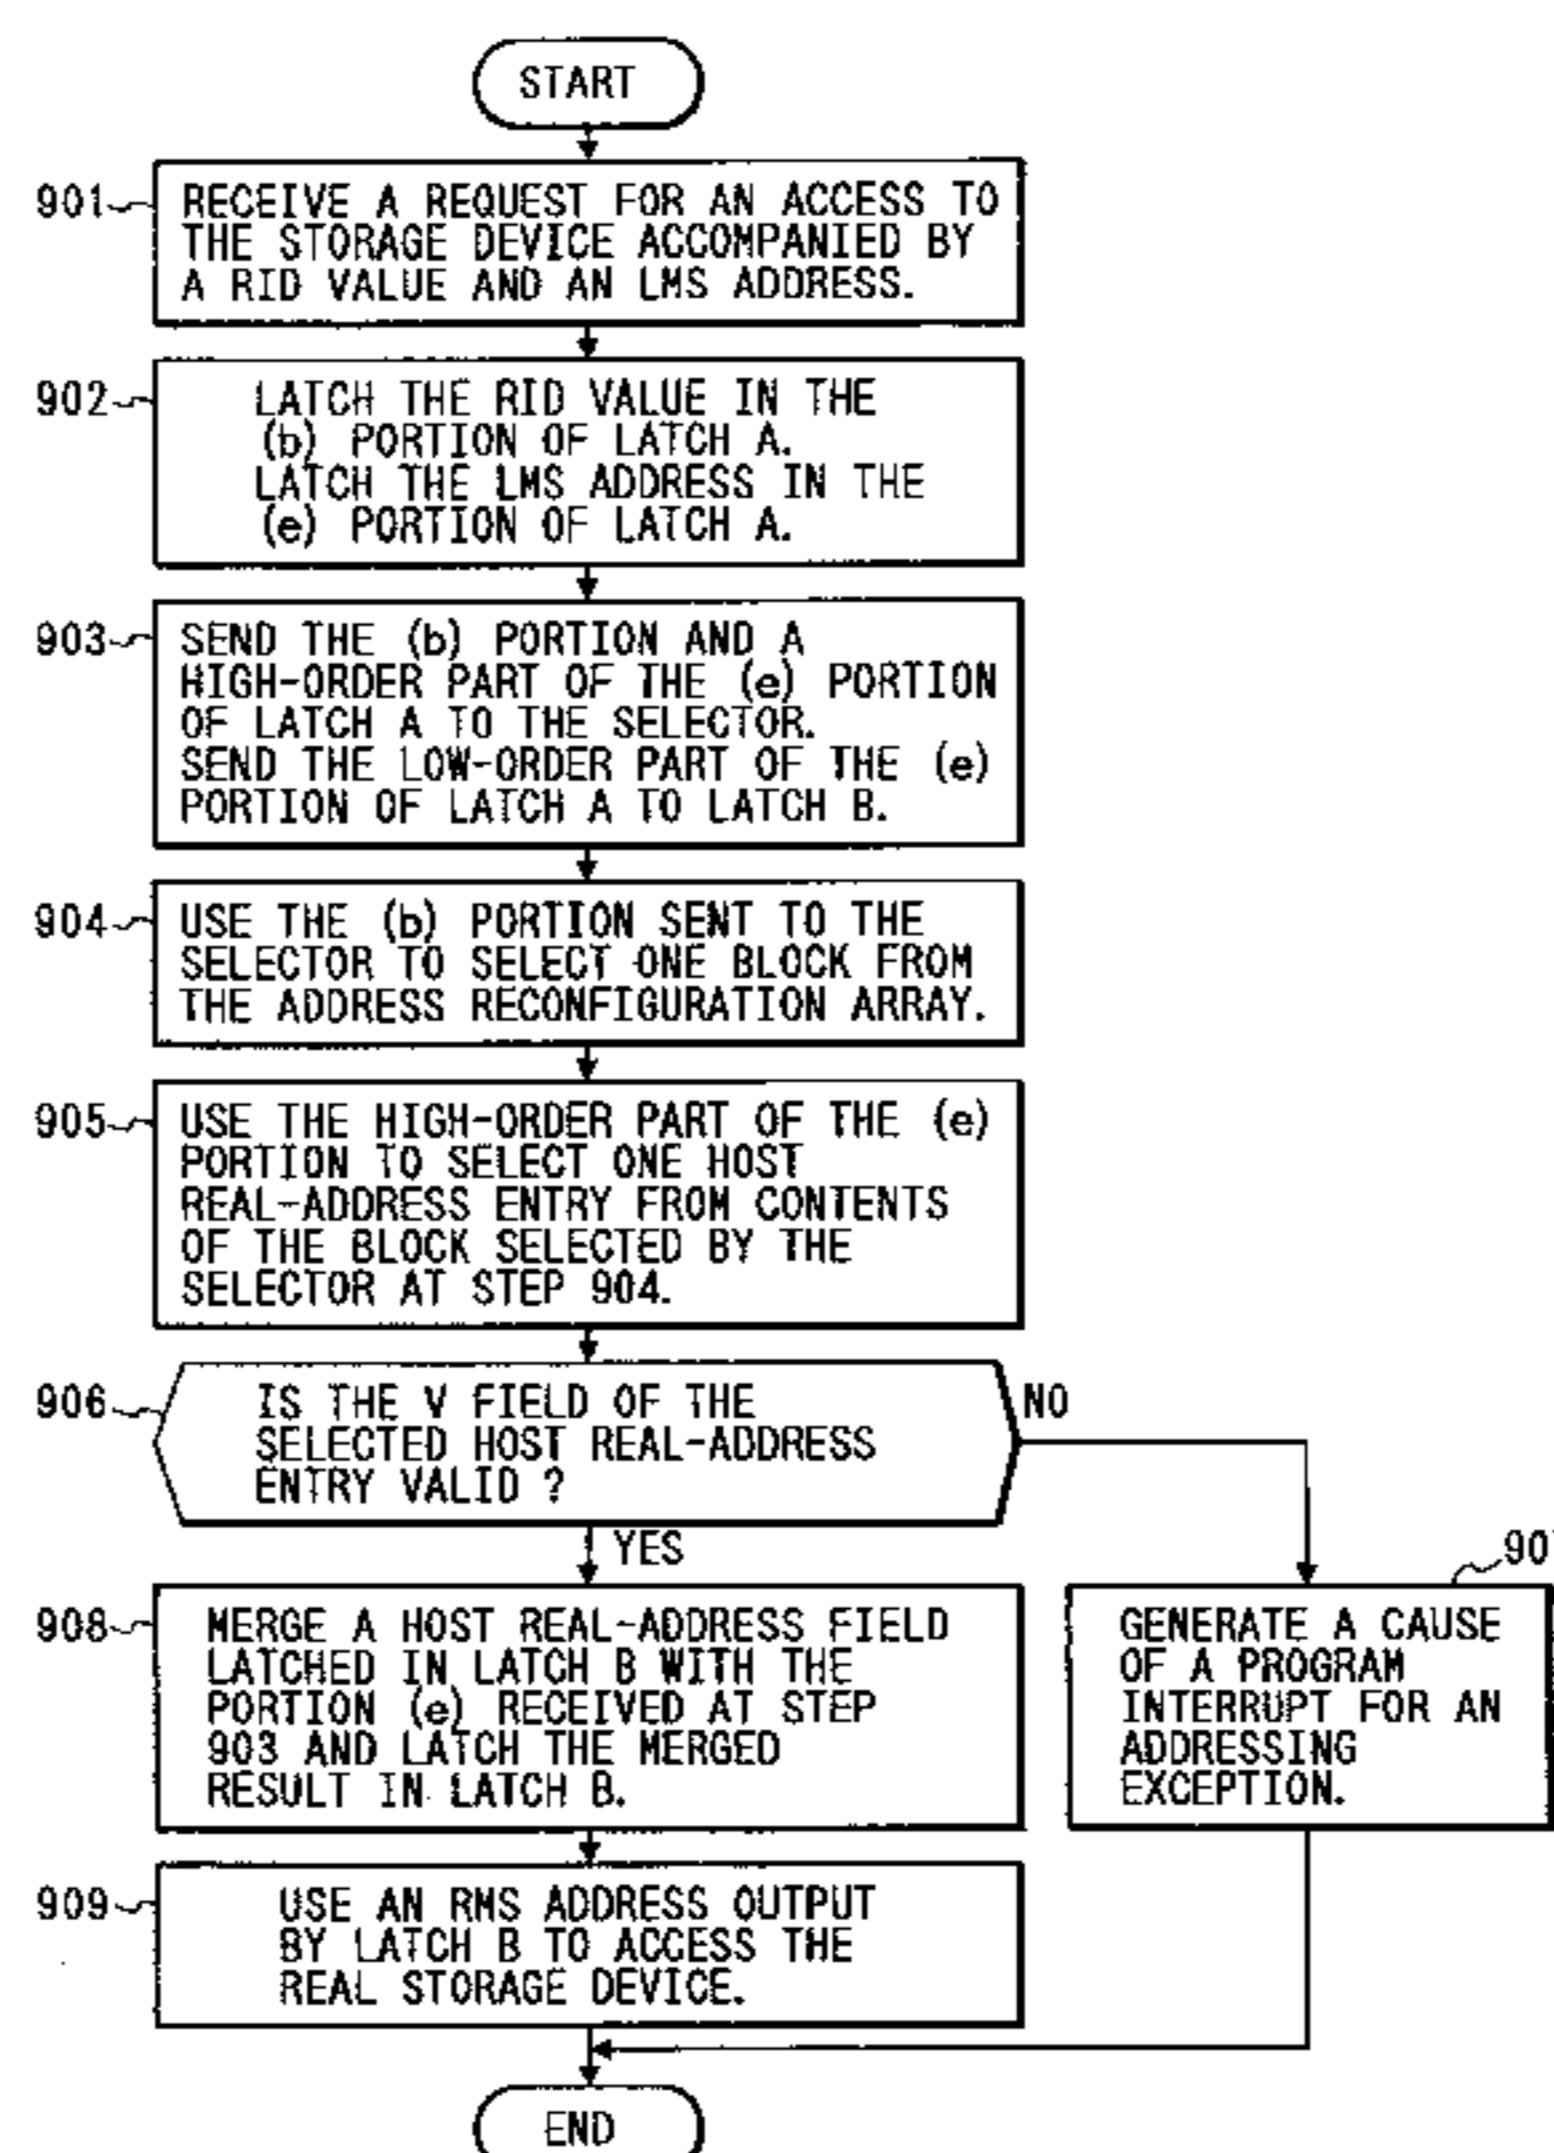 START
901
RECEIVE A REQUEST FOR AN ACCESS TO
THE STORAGE DEVICE ACCOMPANIED BY
A RID VALUE AND AN LMS ADDRESS.
902
LATCH THE RID VALUE IN THE
(b) PORTION OF LATCH A.
LATCH THE LMS ADDRESS IN THE
(e) PORTION OF LATCH A.
903
SEND THE (b) PORTION AND A
HIGH-ORDER PART OF THE (e) PORTION
OF LATCH A TO THE SELECTOR.
SEND THE LOW-ORDER PART OF THE (e)
PORTION OF LATCH A TO LATCH B.
904
USE THE (b) PORTION SENT TO THE
SELECTOR TO SELECT ONE BLOCK FROM
THE ADDRESS RECONFIGURATION ARRAY.
905
USE THE HIGH-ORDER PART OF THE (e)
PORTION TO SELECT ONE HOST
REAL-ADDRESS ENTRY FROM CONTENTS
OF THE BLOCK SELECTED BY THE
SELECTOR AT STEP 904.
906
IS THE V FIELD OF THE
SELECTED HOST REAL-ADDRESS
ENTRY VALID ?
NO
YES
908
MERGE A HOST REAL-ADDRESS FIELD
LATCHED IN LATCH B WITH THE
PORTION (e) RECEIVED AT STEP
903 AND LATCH THE MERGED
RESULT IN LATCH B.
GENERATE A CAUSE
OF A PROGRAM
INTERRUPT FOR AN
ADDRESSING
EXCEPTION.
909
USE AN RMS ADDRESS OUTPUT
BY LATCH B TO ACCESS THE
REAL STORAGE DEVICE.
END